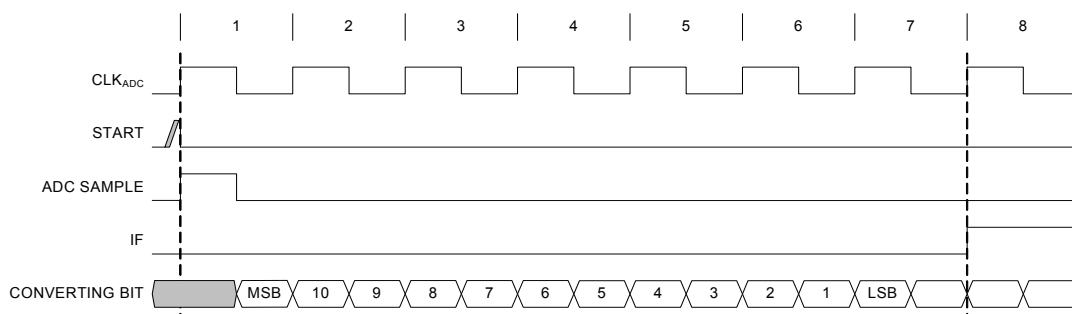 1 2 3 4 5 6 7 8
CLKADC
START
ADC SAMPLE
IF
CONVERTING BIT MSB 10 9 8 7 6 5 4 3 2 1 LSB